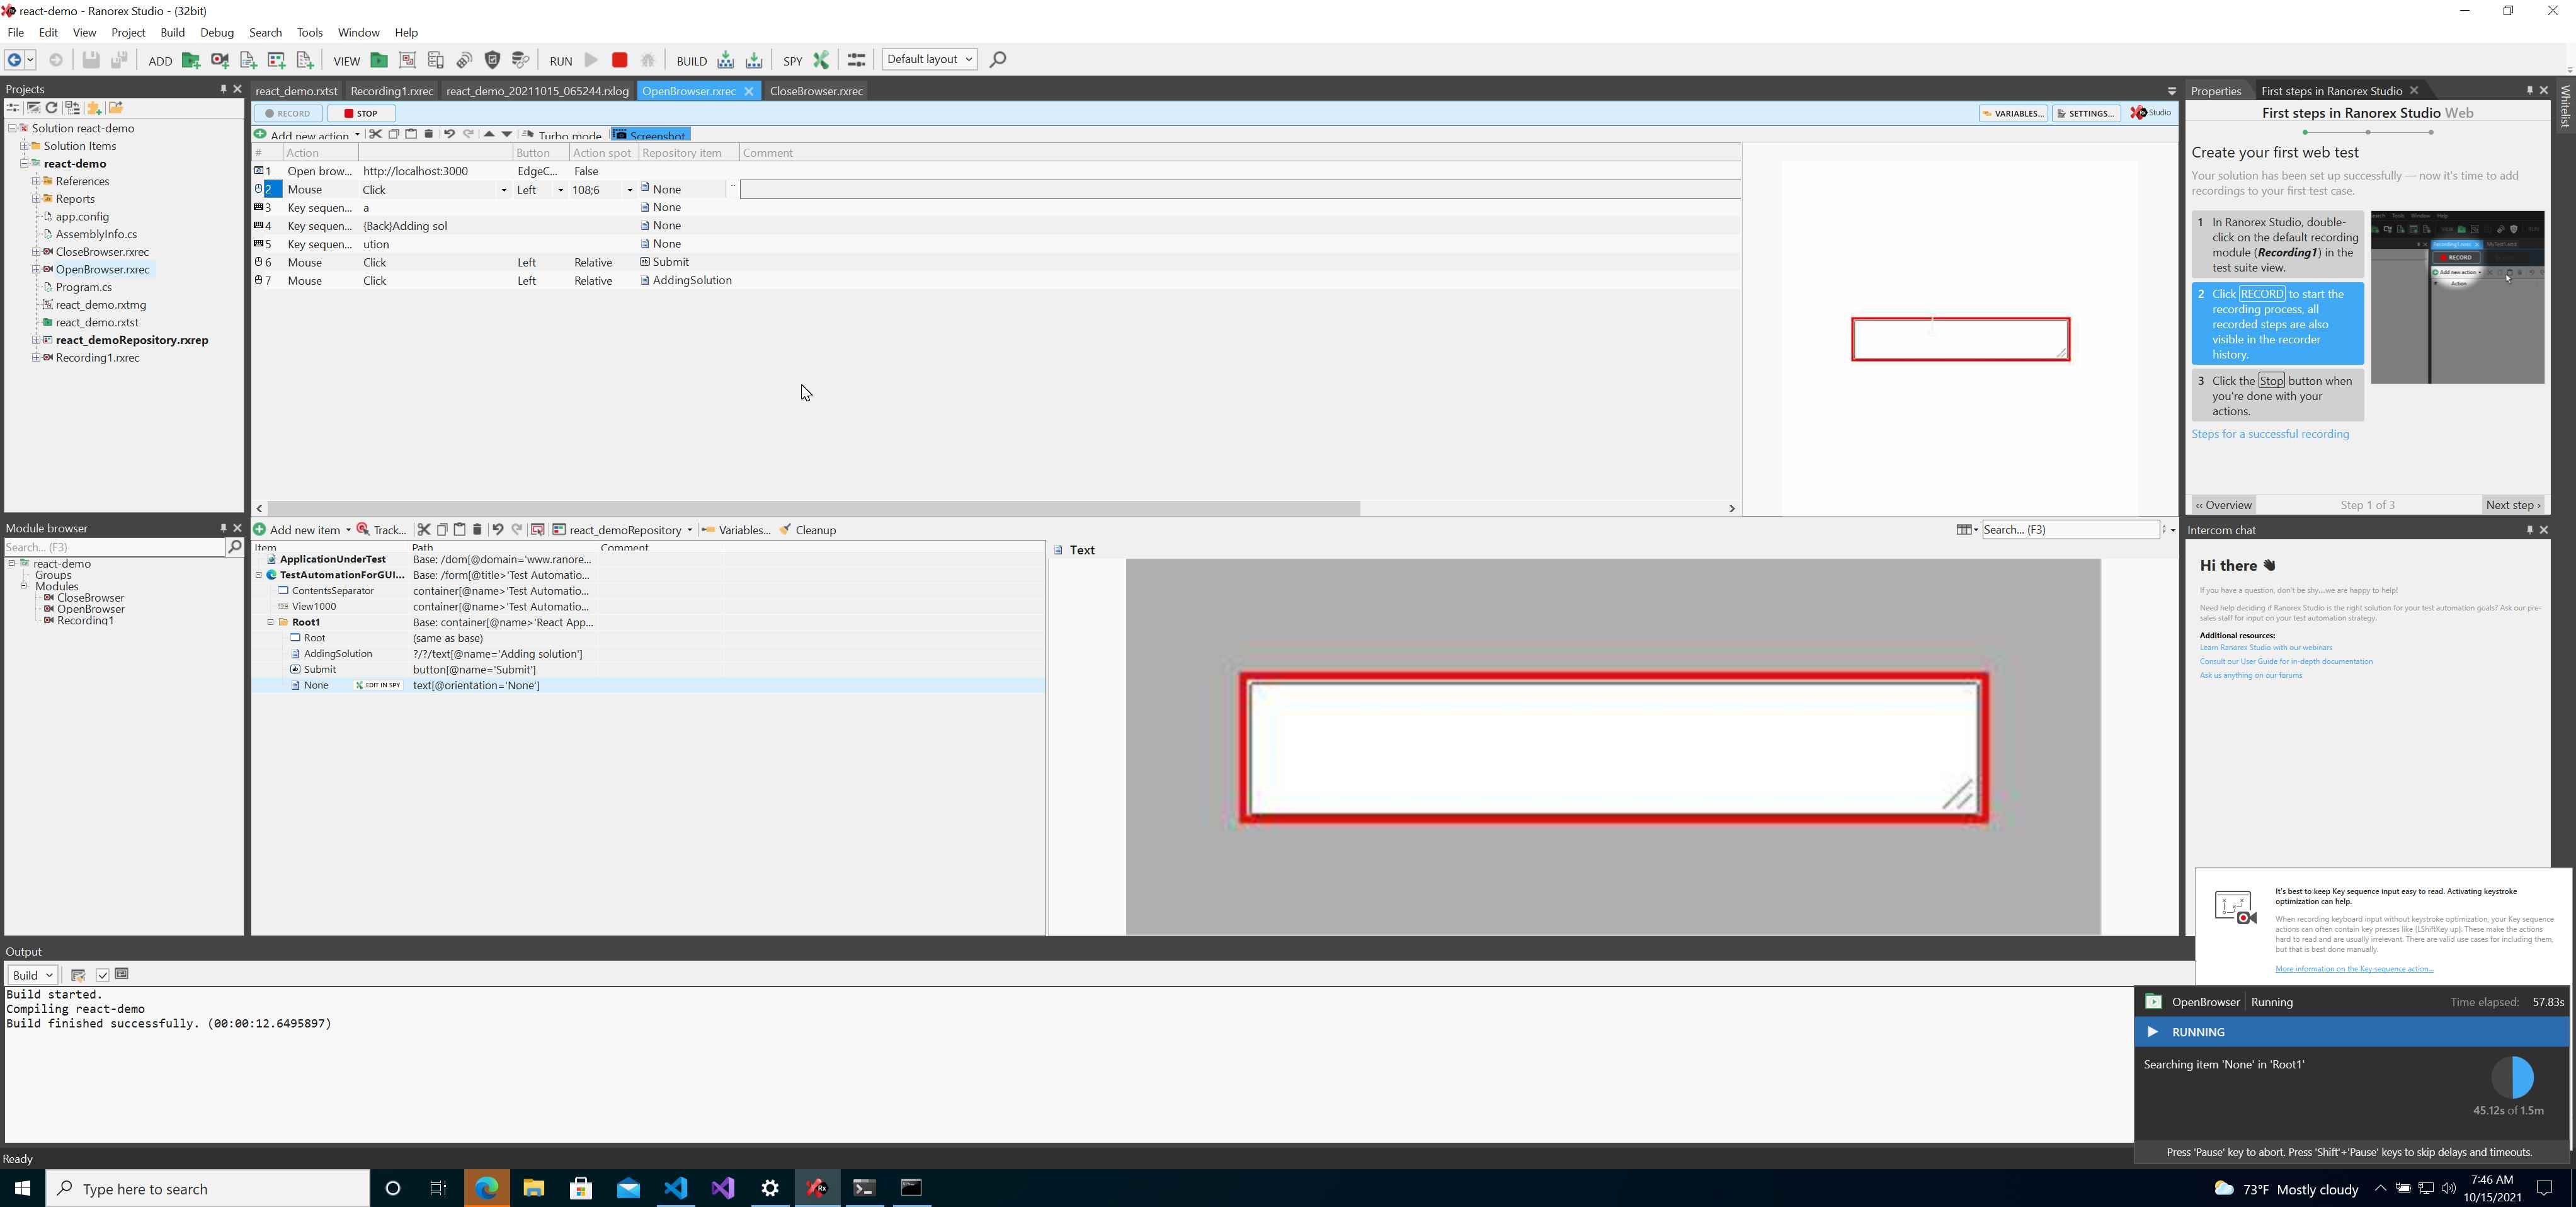 react-demo - Ranorex Studio - (32bit)
File Edit View Project Build Debug Search Tools Window Help
ADD VIEW RUN BUILD SPY Default layout
Projects
react_demo.rxtst Recording1.rxrec react_demo_20211015_065244.rxlog OpenBrowser.rxrec CloseBrowser.rxrec
Properties First steps in Ranorex Studio
Whitelist
RECORD STOP VARIABLES... SETTINGS... Studio
Add new action Turbo mode Screenshot
# Action Button Action spot Repository item Comment
1 Open brow... http://localhost:3000 EdgeC... False
2 Mouse Click Left 108;6 None
3 Key sequen... a None
4 Key sequen... {Back}Adding sol None
5 Key sequen... ution None
6 Mouse Click Left Relative Submit
7 Mouse Click Left Relative AddingSolution
Solution react-demo
Solution Items
react-demo
References
Reports
app.config
AssemblyInfo.cs
CloseBrowser.rxrec
OpenBrowser.rxrec
Program.cs
react_demo.rxtmg
react_demo.rxtst
react_demoRepository.rxrep
Recording1.rxrec
First steps in Ranorex Studio Web
Create your first web test
Your solution has been set up successfully — now it's time to add
recordings to your first test case.
1 In Ranorex Studio, double-
click on the default recording
module (Recording1) in the
test suite view.
2 Click RECORD to start the
recording process, all
recorded steps are also
visible in the recorder
history.
3 Click the Stop button when
you're done with your
actions.
RECORD
Add new action
Action
Steps for a successful recording
‹‹ Overview Step 1 of 3 Next step ›
Module browser
Search... (F3)
react-demo
Groups
Modules
CloseBrowser
OpenBrowser
Recording1
Add new item Track... react_demoRepository Variables... Cleanup Search... (F3)
Item Path Comment
ApplicationUnderTest Base: /dom[@domain='www.ranore...
TestAutomationForGUI... Base: /form[@title>'Test Automatio...
ContentsSeparator container[@name>'Test Automatio...
View1000 container[@name>'Test Automatio...
Root1 Base: container[@name>'React App...
Root (same as base)
AddingSolution ?/?/text[@name='Adding solution']
Submit button[@name='Submit']
None EDIT IN SPY text[@orientation='None']
Text
Intercom chat
Hi there
If you have a question, don't be shy....we are happy to help!
Need help deciding if Ranorex Studio is the right solution for your test automation goals? Ask our pre-
sales staff for input on your test automation strategy.
Additional resources:
Learn Ranorex Studio with our webinars
Consult our User Guide for in-depth documentation
Ask us anything on our forums
It's best to keep Key sequence input easy to read. Activating keystroke
optimization can help.
When recording keyboard input without keystroke optimization, your Key sequence
actions can often contain key presses like {LShiftKey up}. These make the actions
hard to read and are usually irrelevant. There are valid use cases for including them,
but that is best done manually.
More information on the Key sequence action...
Output
Build
Build started.
Compiling react-demo
Build finished successfully. (00:00:12.6495897)
OpenBrowser Running Time elapsed: 57.83s
RUNNING
Searching item 'None' in 'Root1'
45.12s of 1.5m
Press 'Pause' key to abort. Press 'Shift'+'Pause' keys to skip delays and timeouts.
Ready
Type here to search
73°F Mostly cloudy
7:46 AM
10/15/2021